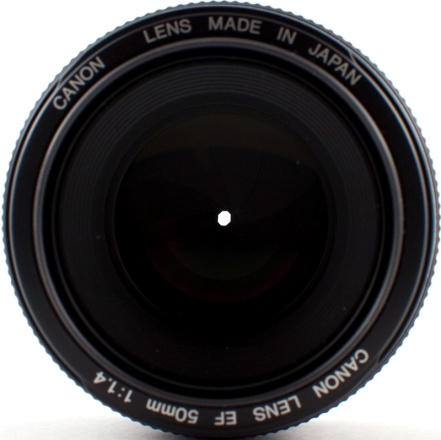 CANON LENS MADE IN JAPAN
CANON LENS EF 50mm 1:1.4